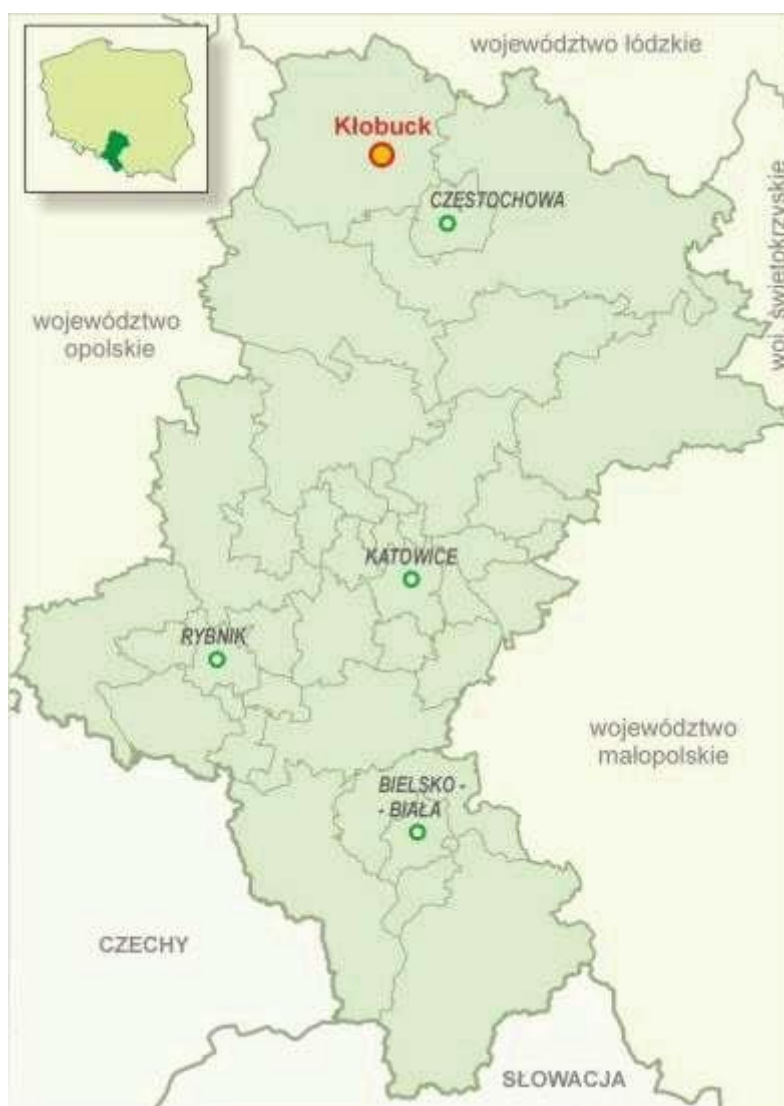 województwo łódzkie
Kłobuck
CZĘSTOCHOWA
woj. świętokrzyskie
województwo
opolskie
KATOWICE
RYBNIK
województwo
małopolskie
BIELSKO -
- BIAŁA
CZECHY
SŁOWACJA